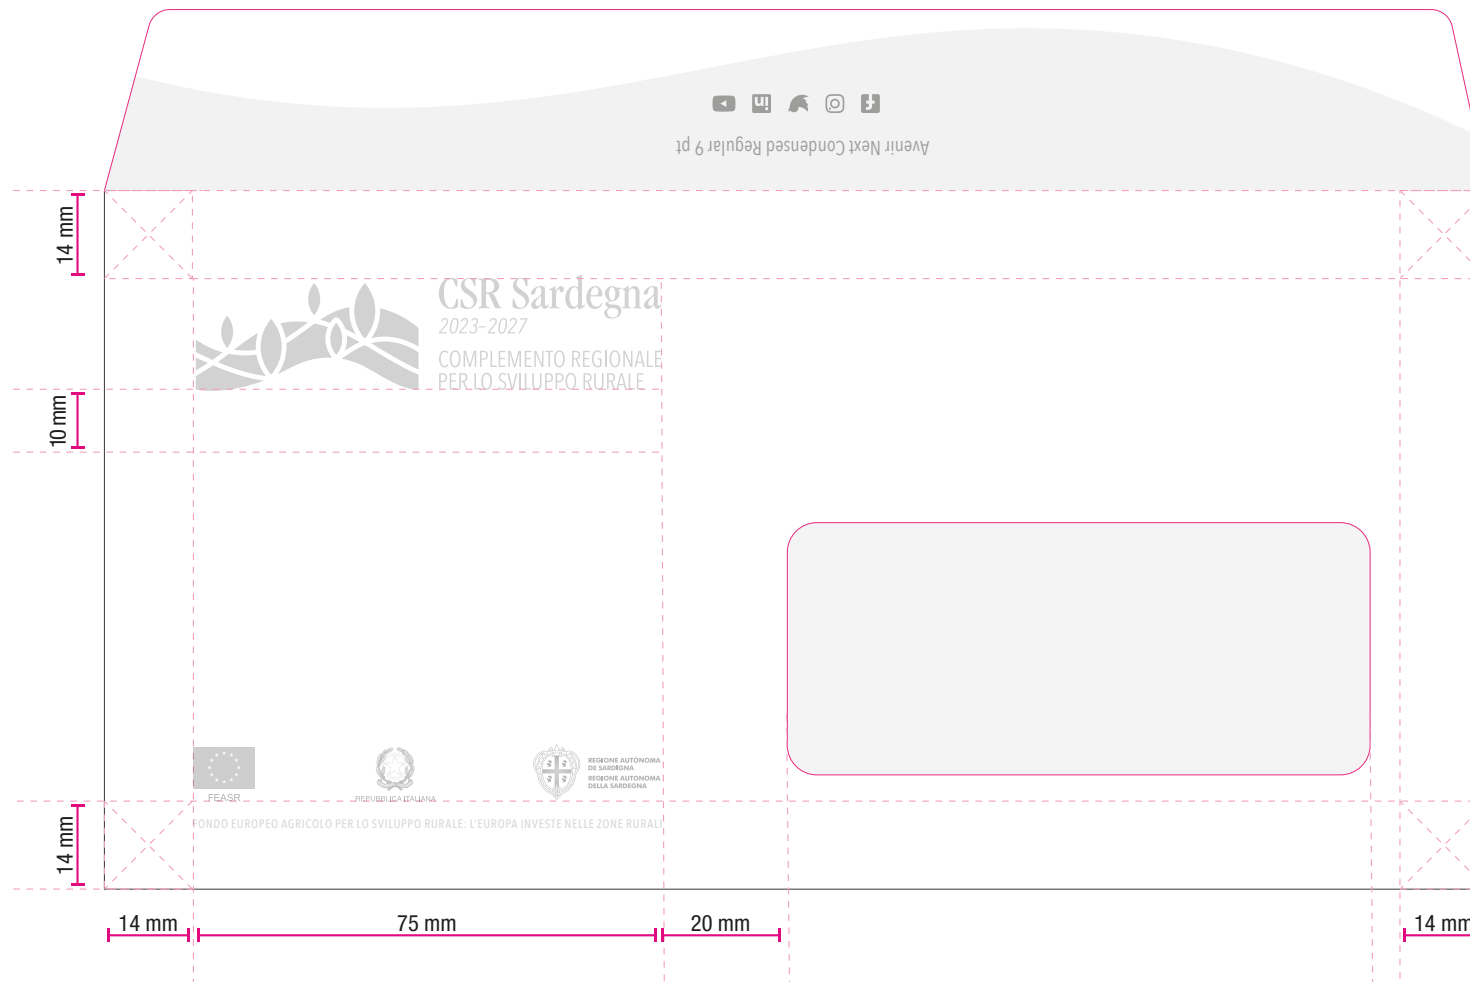 Avenir Next Condensed Regular 9 pt
14 mm
CSR Sardegna
2023-2027
COMPLEMENTO REGIONALE
PER LO SVILUPPO RURALE
10 mm
FEASR
REPUBBLICA ITALIANA
REGIONE AUTÒNOMA
DE SARDIGNA
REGIONE AUTONOMA
DELLA SARDEGNA
FONDO EUROPEO AGRICOLO PER LO SVILUPPO RURALE: L'EUROPA INVESTE NELLE ZONE RURALI
14 mm
14 mm
75 mm
20 mm
14 mm